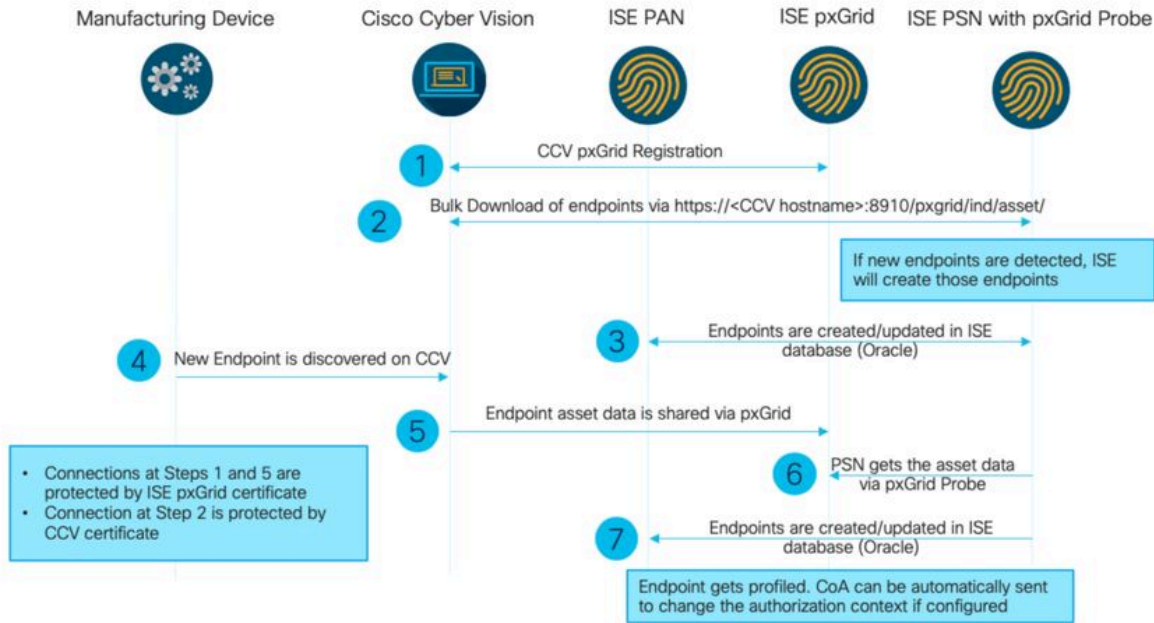 Manufacturing Device
Cisco Cyber Vision
ISE PAN
ISE pxGrid
ISE PSN with pxGrid Probe
1
CCV pxGrid Registration
2
Bulk Download of endpoints via https://<CCV hostname>:8910/pxgrid/ind/asset/
If new endpoints are detected, ISE
will create those endpoints
3
Endpoints are created/updated in ISE
database (Oracle)
4
New Endpoint is discovered on CCV
5
Endpoint asset data is shared via pxGrid
• Connections at Steps 1 and 5 are
protected by ISE pxGrid certificate
• Connection at Step 2 is protected by
CCV certificate
6
PSN gets the asset data
via pxGrid Probe
7
Endpoints are created/updated in ISE
database (Oracle)
Endpoint gets profiled. CoA can be automatically sent
to change the authorization context if configured